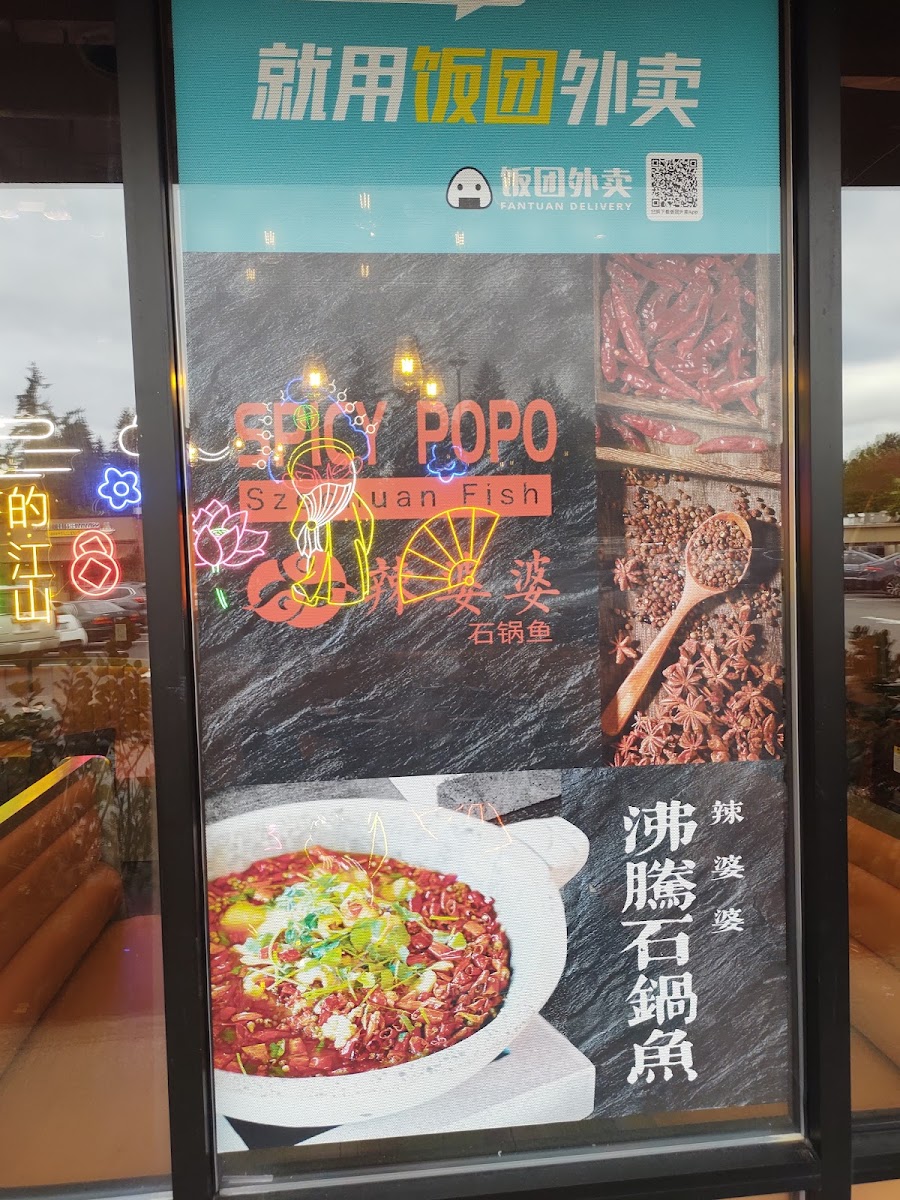 就用饭团外卖
饭团外卖
FANTUAN DELIVERY
SPICY POPO
Szechuan Fish
辣婆婆
石锅鱼
的江山
辣婆婆
沸騰石鍋魚